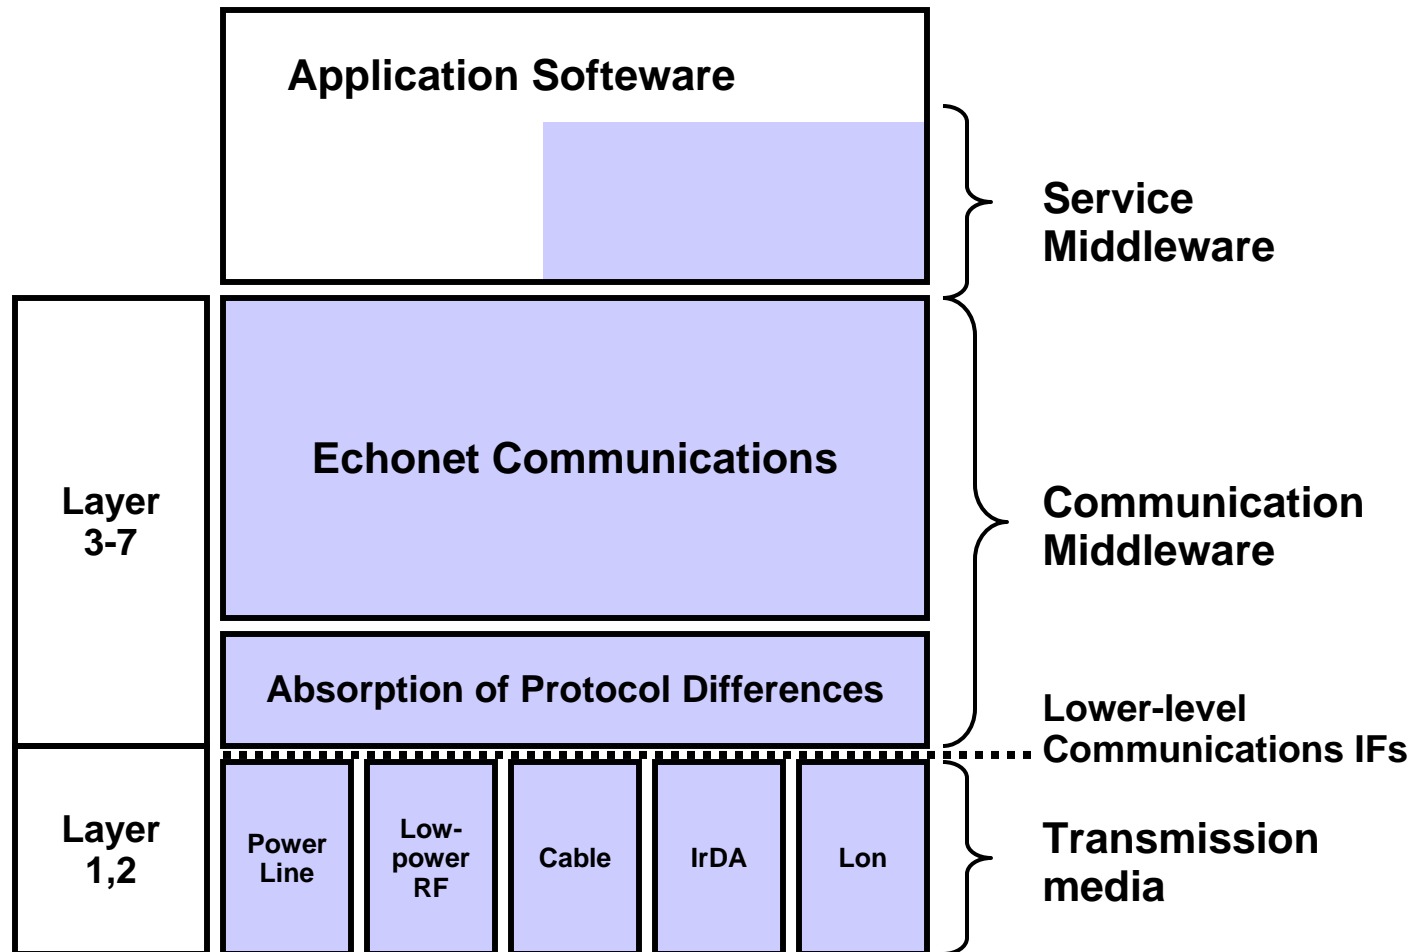 Application Softeware
Service
Middleware
Echonet Communications
Layer
3-7
Communication
Middleware
Absorption of Protocol Differences
Lower-level
Communications IFs
Layer
1,2
Power
Line
Low-
power
RF
Cable
IrDA
Lon
Transmission
media